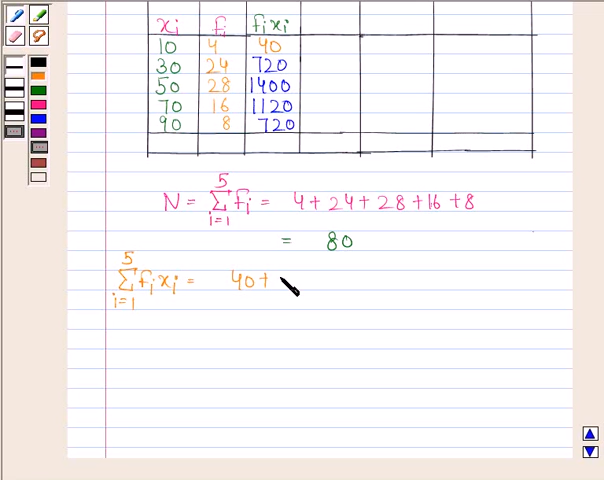 xi fi fixi
10 4 40
30 24 720
50 28 1400
70 16 1120
90 8 720
N = 5∑i=1 fi = 4+24+28+16+8
= 80
5∑i=1 fixi = 40+